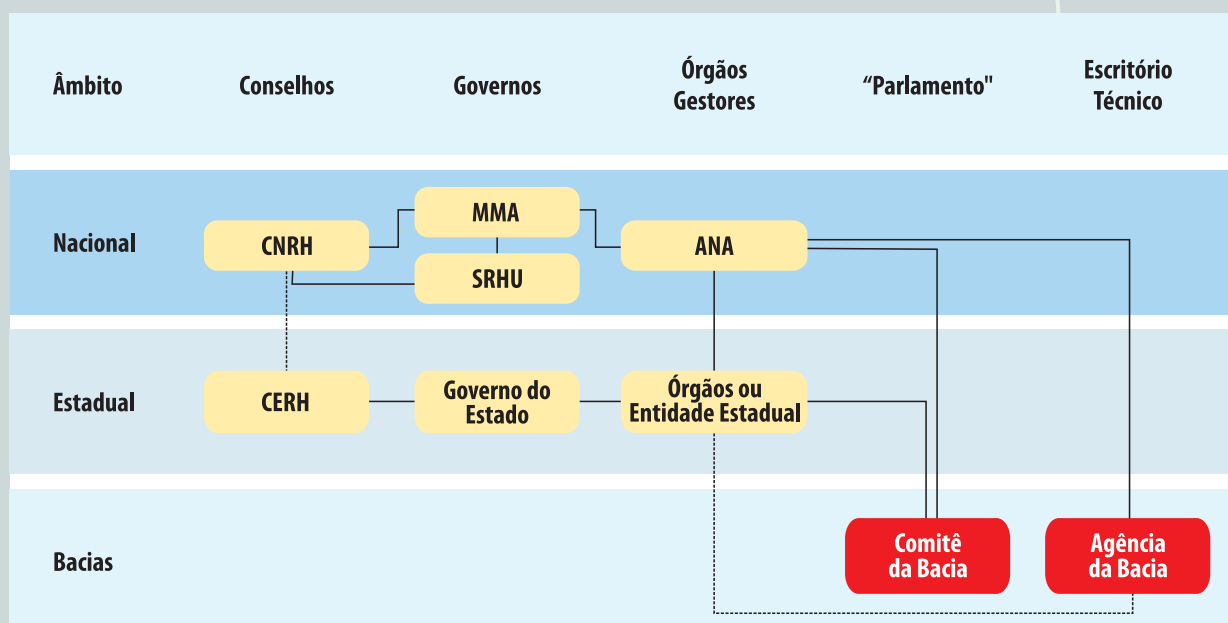 Âmbito
Conselhos
Governos
Órgãos
Gestores
“Parlamento"
Escritório
Técnico
Nacional
CNRH
MMA
SRHU
ANA
Estadual
CERH
Governo do
Estado
Órgãos ou
Entidade Estadual
Bacias
Comitê
da Bacia
Agência
da Bacia